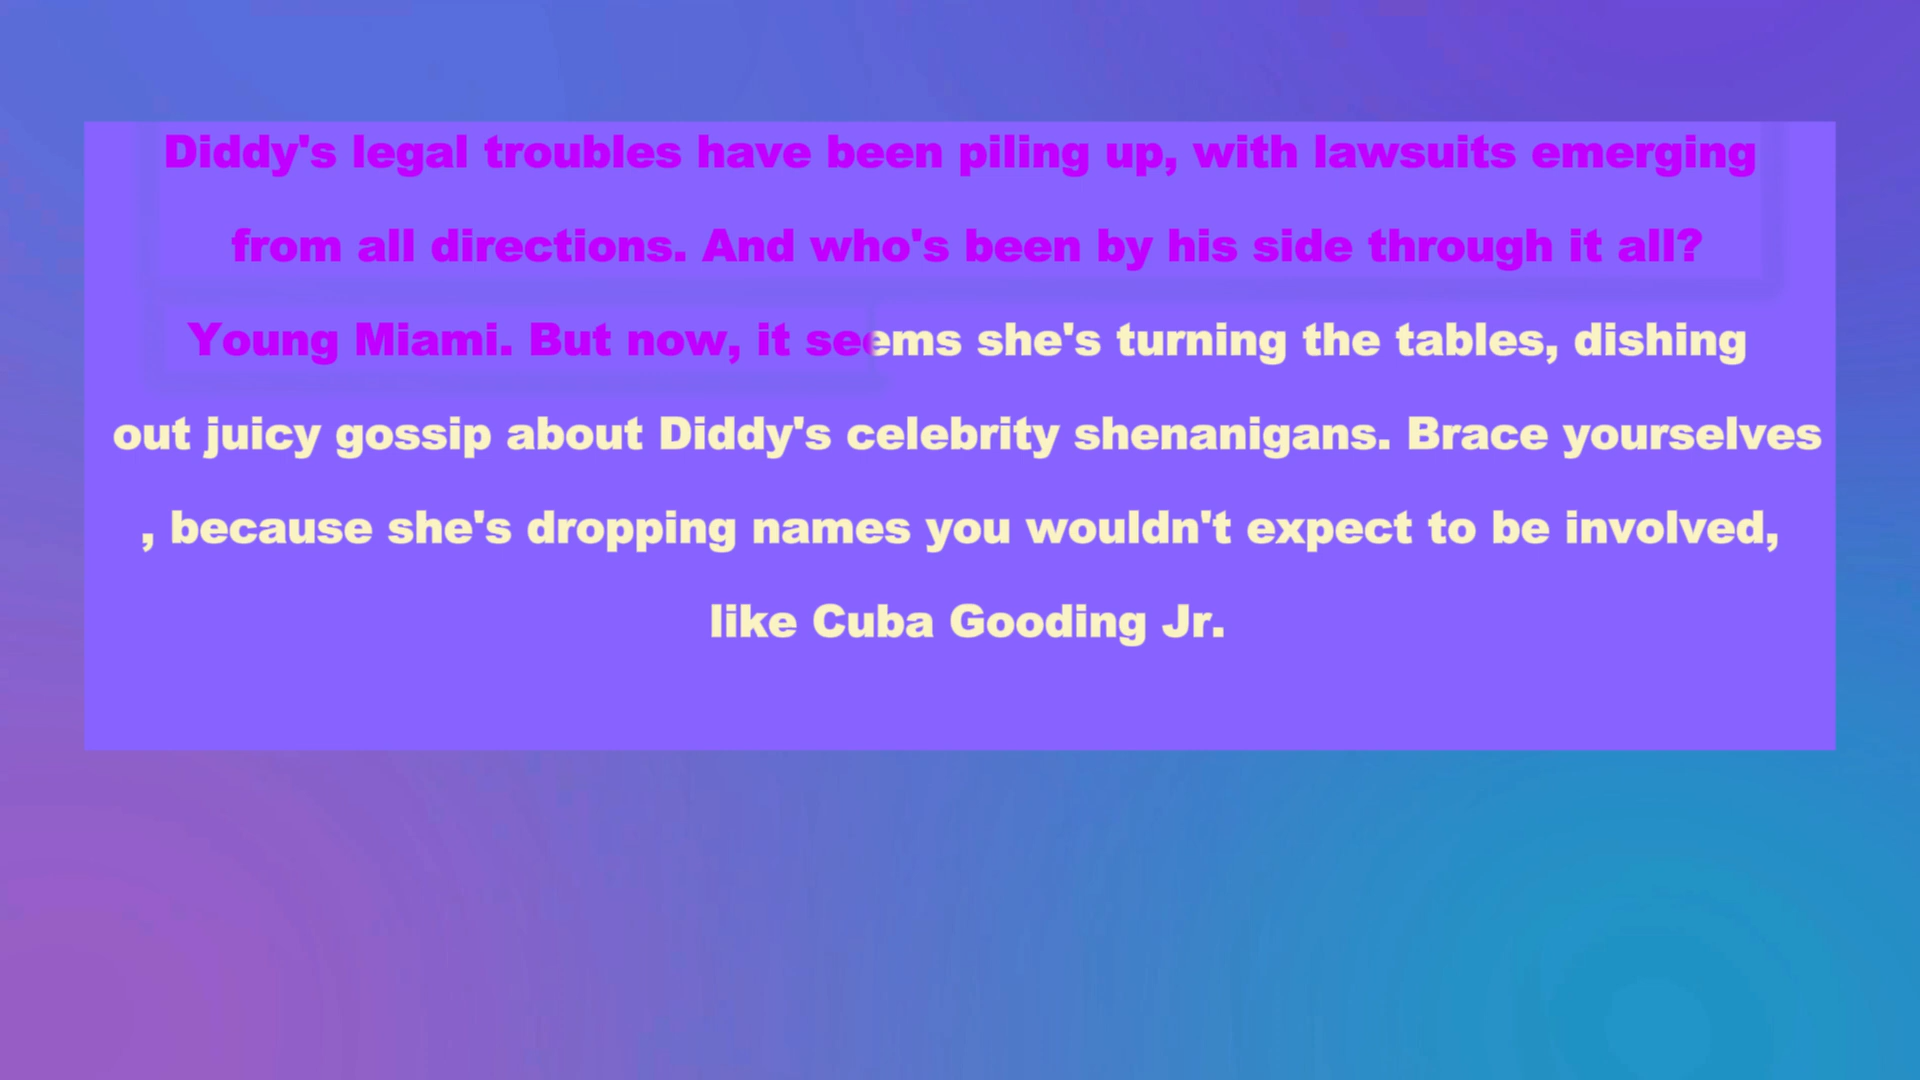 Diddy's legal troubles have been piling up, with lawsuits emerging
from all directions. And who's been by his side through it all?
Young Miami. But now, it seems she's turning the tables, dishing
out juicy gossip about Diddy's celebrity shenanigans. Brace yourselves
, because she's dropping names you wouldn't expect to be involved,
like Cuba Gooding Jr.